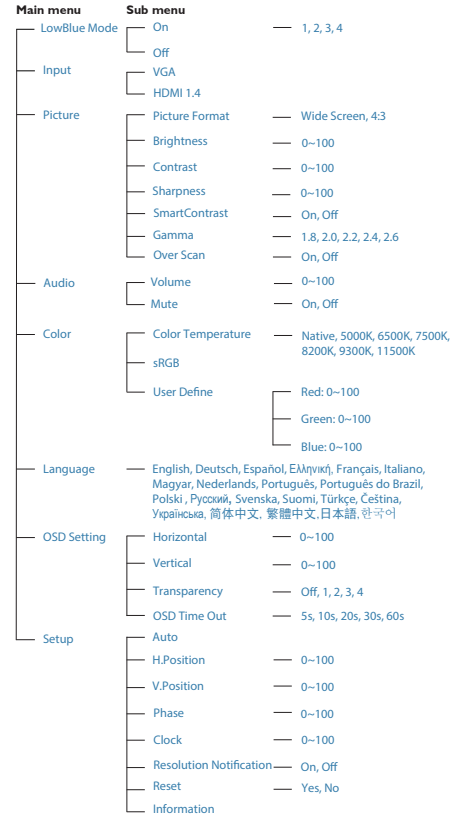 Main menu Sub menu
LowBlue Mode On 1, 2, 3, 4
Off
Input VGA
HDMI 1.4
Picture Picture Format Wide Screen, 4:3
Brightness 0~100
Contrast 0~100
Sharpness 0~100
SmartContrast On, Off
Gamma 1.8, 2.0, 2.2, 2.4, 2.6
Over Scan On, Off
Audio Volume 0~100
Mute On, Off
Color Color Temperature Native, 5000K, 6500K, 7500K,
8200K, 9300K, 11500K
sRGB
User Define Red: 0~100
Green: 0~100
Blue: 0~100
Language English, Deutsch, Español, Ελληνική, Français, Italiano,
Magyar, Nederlands, Português, Português do Brazil,
Polski , Русский, Svenska, Suomi, Türkçe, Čeština,
Українська, 简体中文, 繁體中文,日本語,한국어
OSD Setting Horizontal 0~100
Vertical 0~100
Transparency Off, 1, 2, 3, 4
OSD Time Out 5s, 10s, 20s, 30s, 60s
Setup Auto
H.Position 0~100
V.Position 0~100
Phase 0~100
Clock 0~100
Resolution Notification On, Off
Reset Yes, No
Information